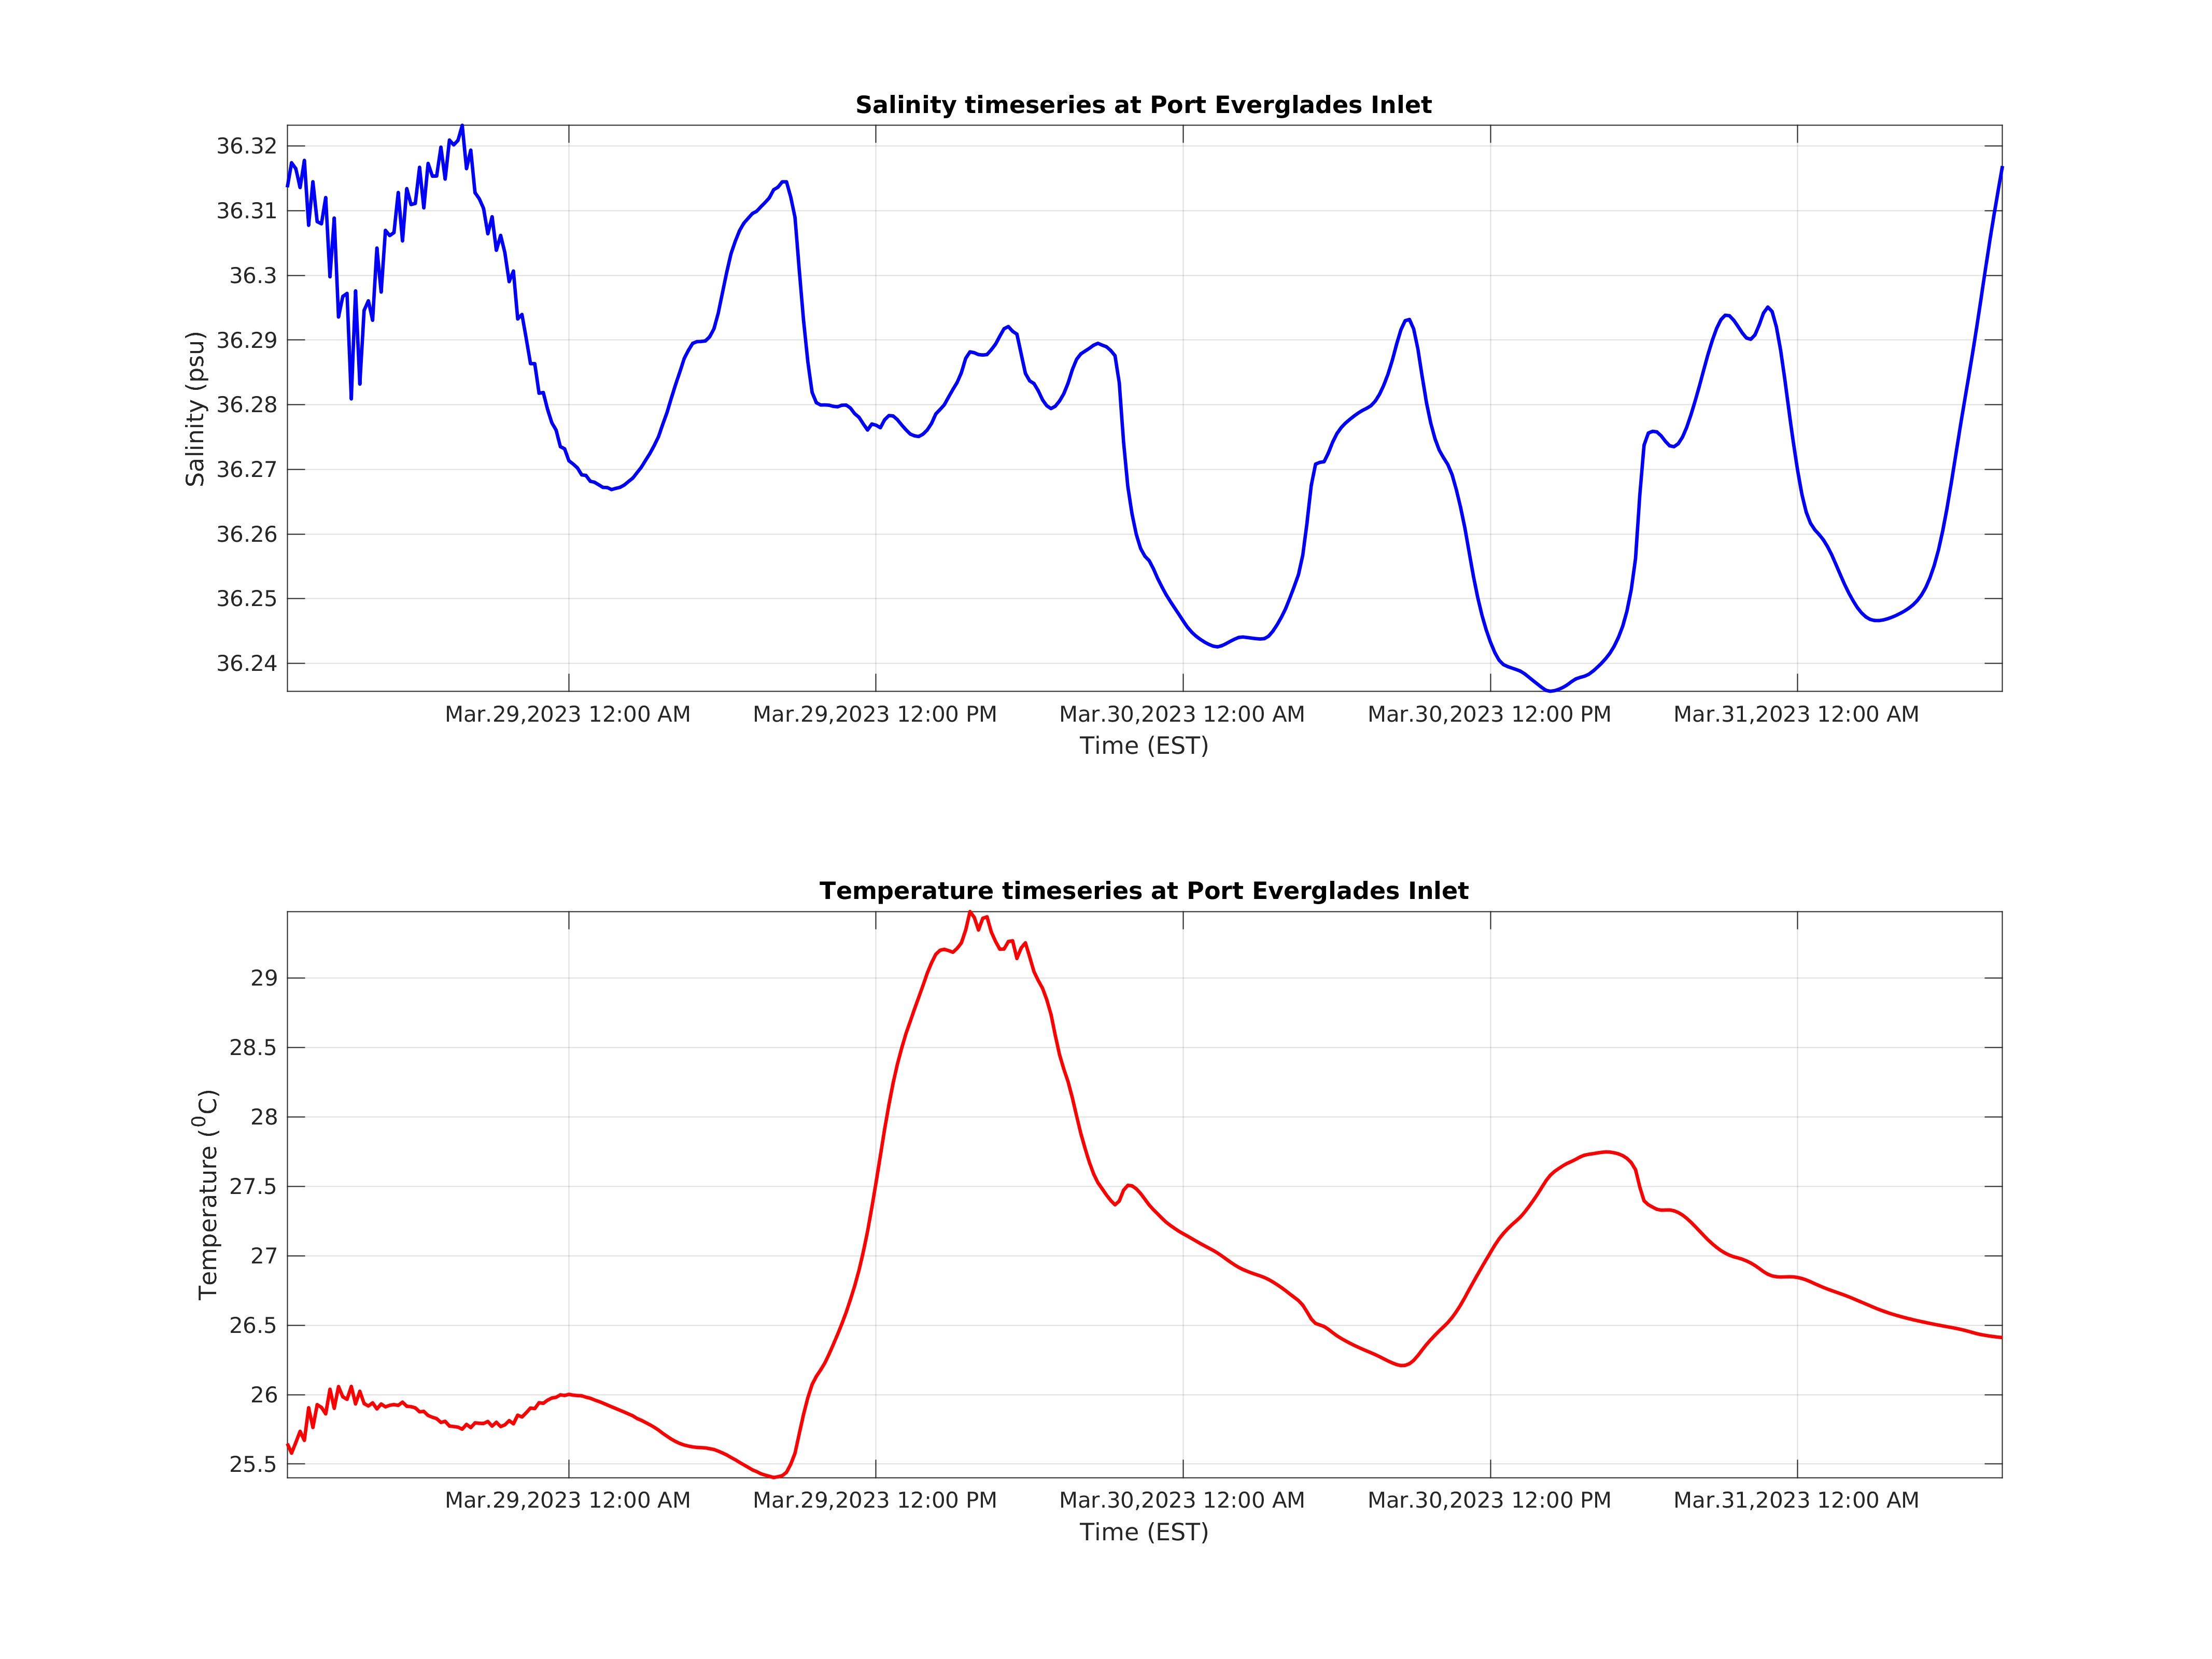 Salinity timeseries at Port Everglades Inlet
36.32
36.31
36.3
36.29
36.28
36.27
36.26
36.25
36.24
Salinity (psu)
Mar.29,2023 12:00 AM Mar.29,2023 12:00 PM Mar.30,2023 12:00 AM Mar.30,2023 12:00 PM Mar.31,2023 12:00 AM
Time (EST)
Temperature timeseries at Port Everglades Inlet
29
28.5
28
27.5
27
26.5
26
25.5
Temperature (⁰C)
Mar.29,2023 12:00 AM Mar.29,2023 12:00 PM Mar.30,2023 12:00 AM Mar.30,2023 12:00 PM Mar.31,2023 12:00 AM
Time (EST)